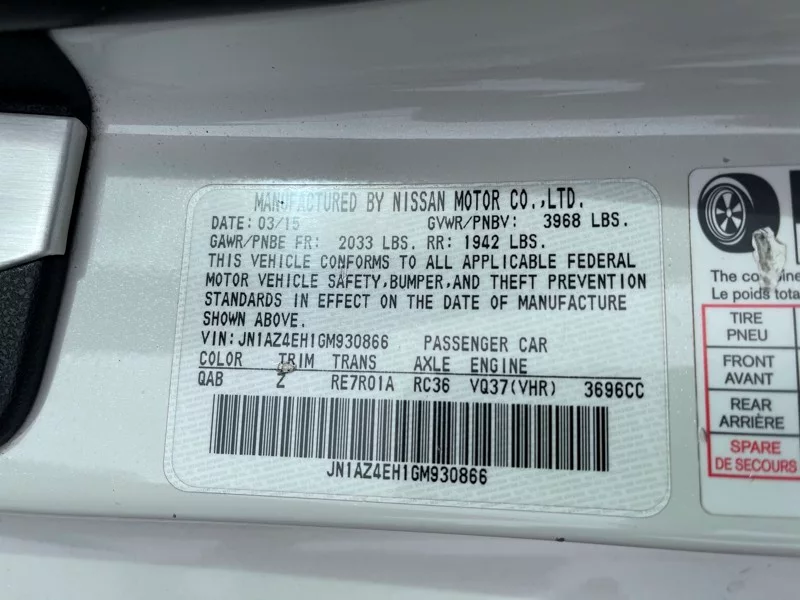 MANUFACTURED BY NISSAN MOTOR CO.,LTD.
DATE: 03/15 GVWR/PNBV: 3968 LBS.
GAWR/PNBE FR: 2033 LBS. RR: 1942 LBS.
THIS VEHICLE CONFORMS TO ALL APPLICABLE FEDERAL
MOTOR VEHICLE SAFETY,BUMPER,AND THEFT PREVENTION
STANDARDS IN EFFECT ON THE DATE OF MANUFACTURE
SHOWN ABOVE.
VIN: JN1AZ4EH1GM930866 PASSENGER CAR
COLOR TRIM TRANS AXLE ENGINE
QAB Z RE7R01A RC36 VQ37(VHR) 3696CC
JN1AZ4EH1GM930866
The
Le poids
TIRE
PNEU
FRONT
AVANT
REAR
ARRIÈRE
SPARE
DE SECOURS